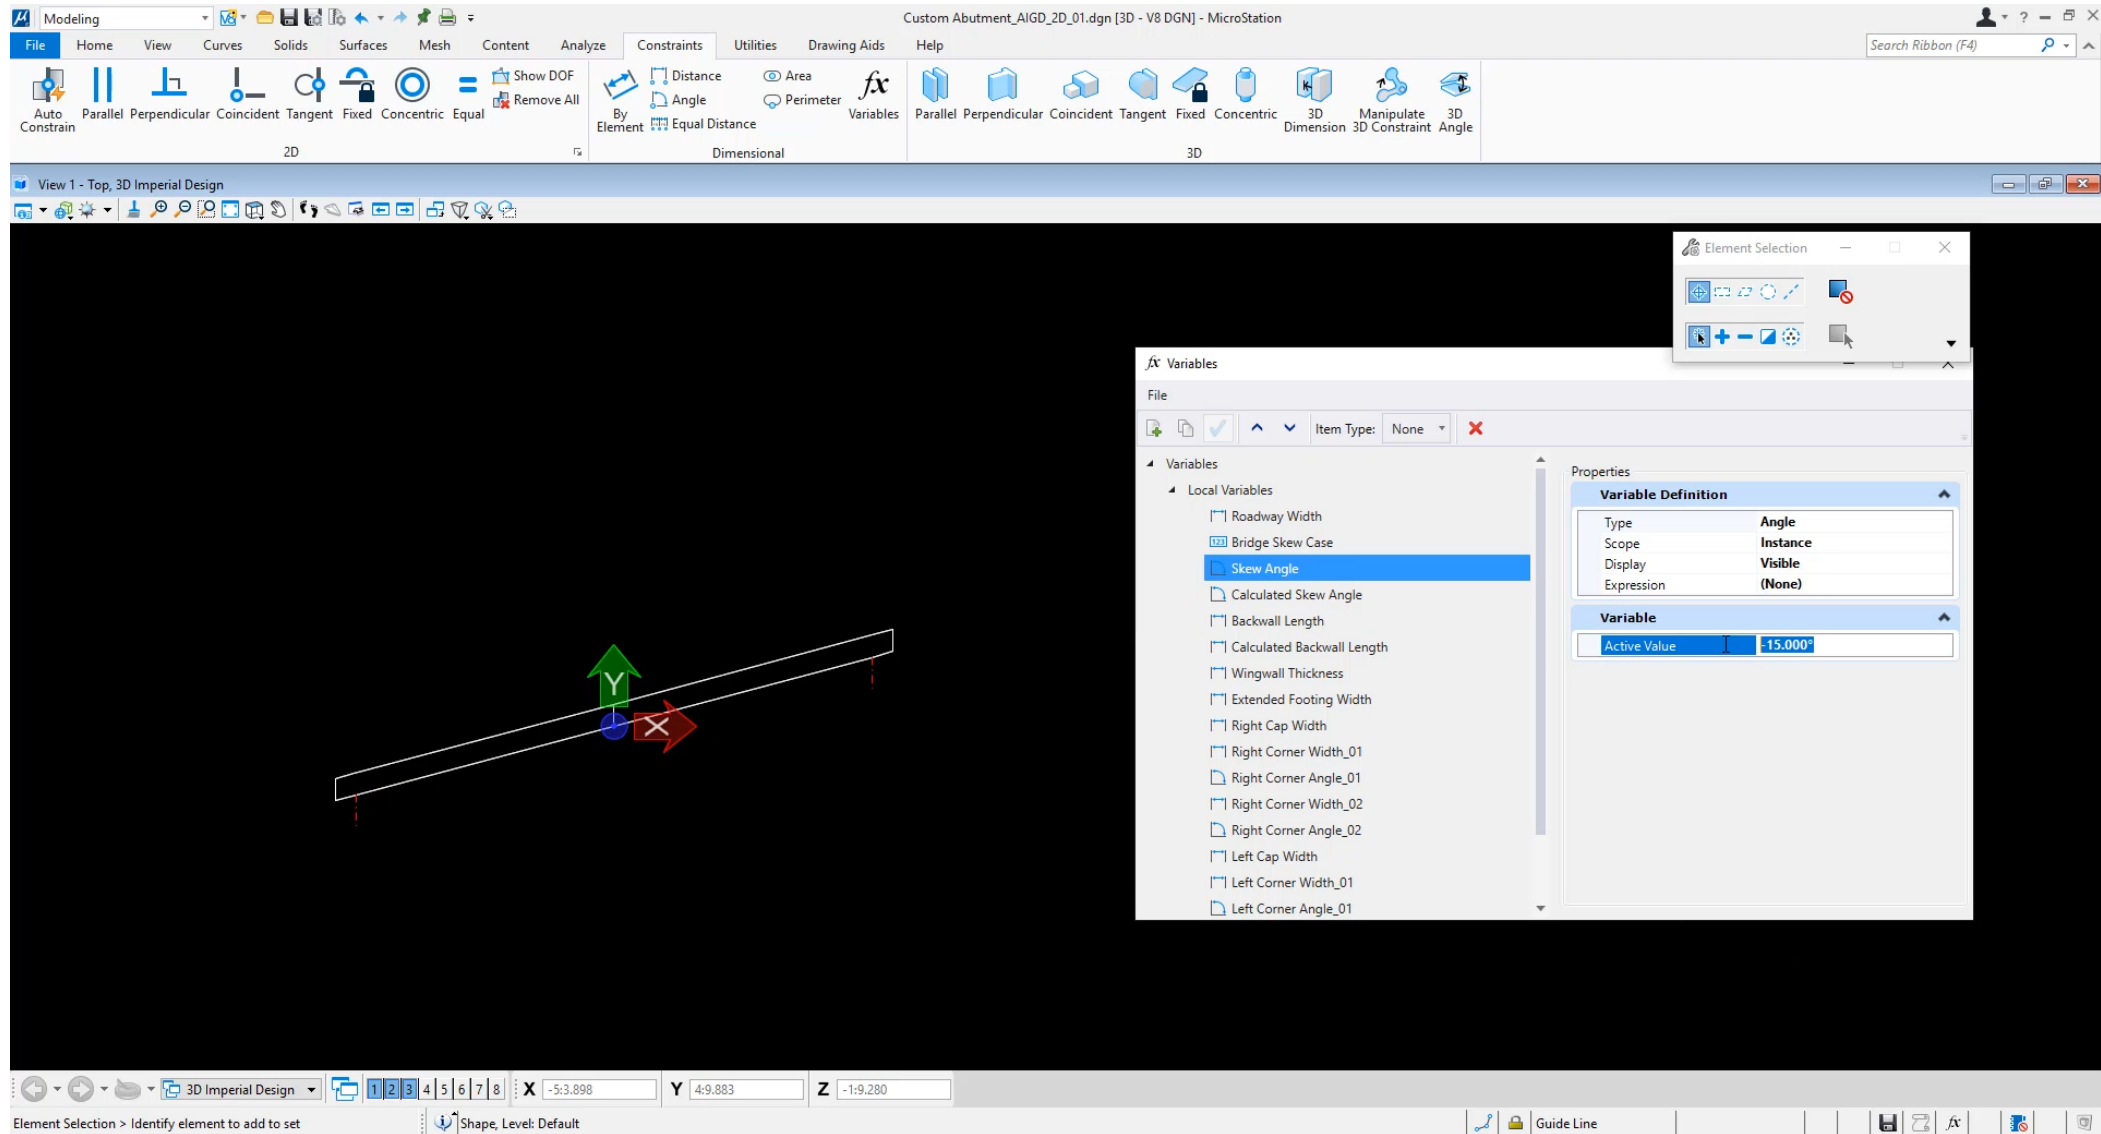 Modeling
Custom Abutment_AIGD_2D_01.dgn [3D - V8 DGN] - MicroStation
File Home View Curves Solids Surfaces Mesh Content Analyze Constraints Utilities Drawing Aids Help
Search Ribbon (F4)
Auto Constrain
Parallel
Perpendicular
Coincident
Tangent
Fixed
Concentric
Equal
Show DOF
Remove All
2D
By Element
Distance
Angle
Equal Distance
Area
Perimeter
fx
Variables
Dimensional
Parallel
Perpendicular
Coincident
Tangent
Fixed
Concentric
3D Dimension
Manipulate 3D Constraint
3D Angle
3D
View 1 - Top, 3D Imperial Design
Element Selection
Y
X
fx Variables
File
Item Type: None
Variables
Local Variables
Roadway Width
123 Bridge Skew Case
Skew Angle
Calculated Skew Angle
Backwall Length
Calculated Backwall Length
Wingwall Thickness
Extended Footing Width
Right Cap Width
Right Corner Width_01
Right Corner Angle_01
Right Corner Width_02
Right Corner Angle_02
Left Cap Width
Left Corner Width_01
Left Corner Angle_01
Properties
Variable Definition
Type Angle
Scope Instance
Display Visible
Expression (None)
Variable
Active Value -15.000°
3D Imperial Design 1 2 3 4 5 6 7 8 X -5:3.898 Y 4:9.883 Z -1:9.280
Element Selection > Identify element to add to set
Shape, Level: Default
Guide Line
fx